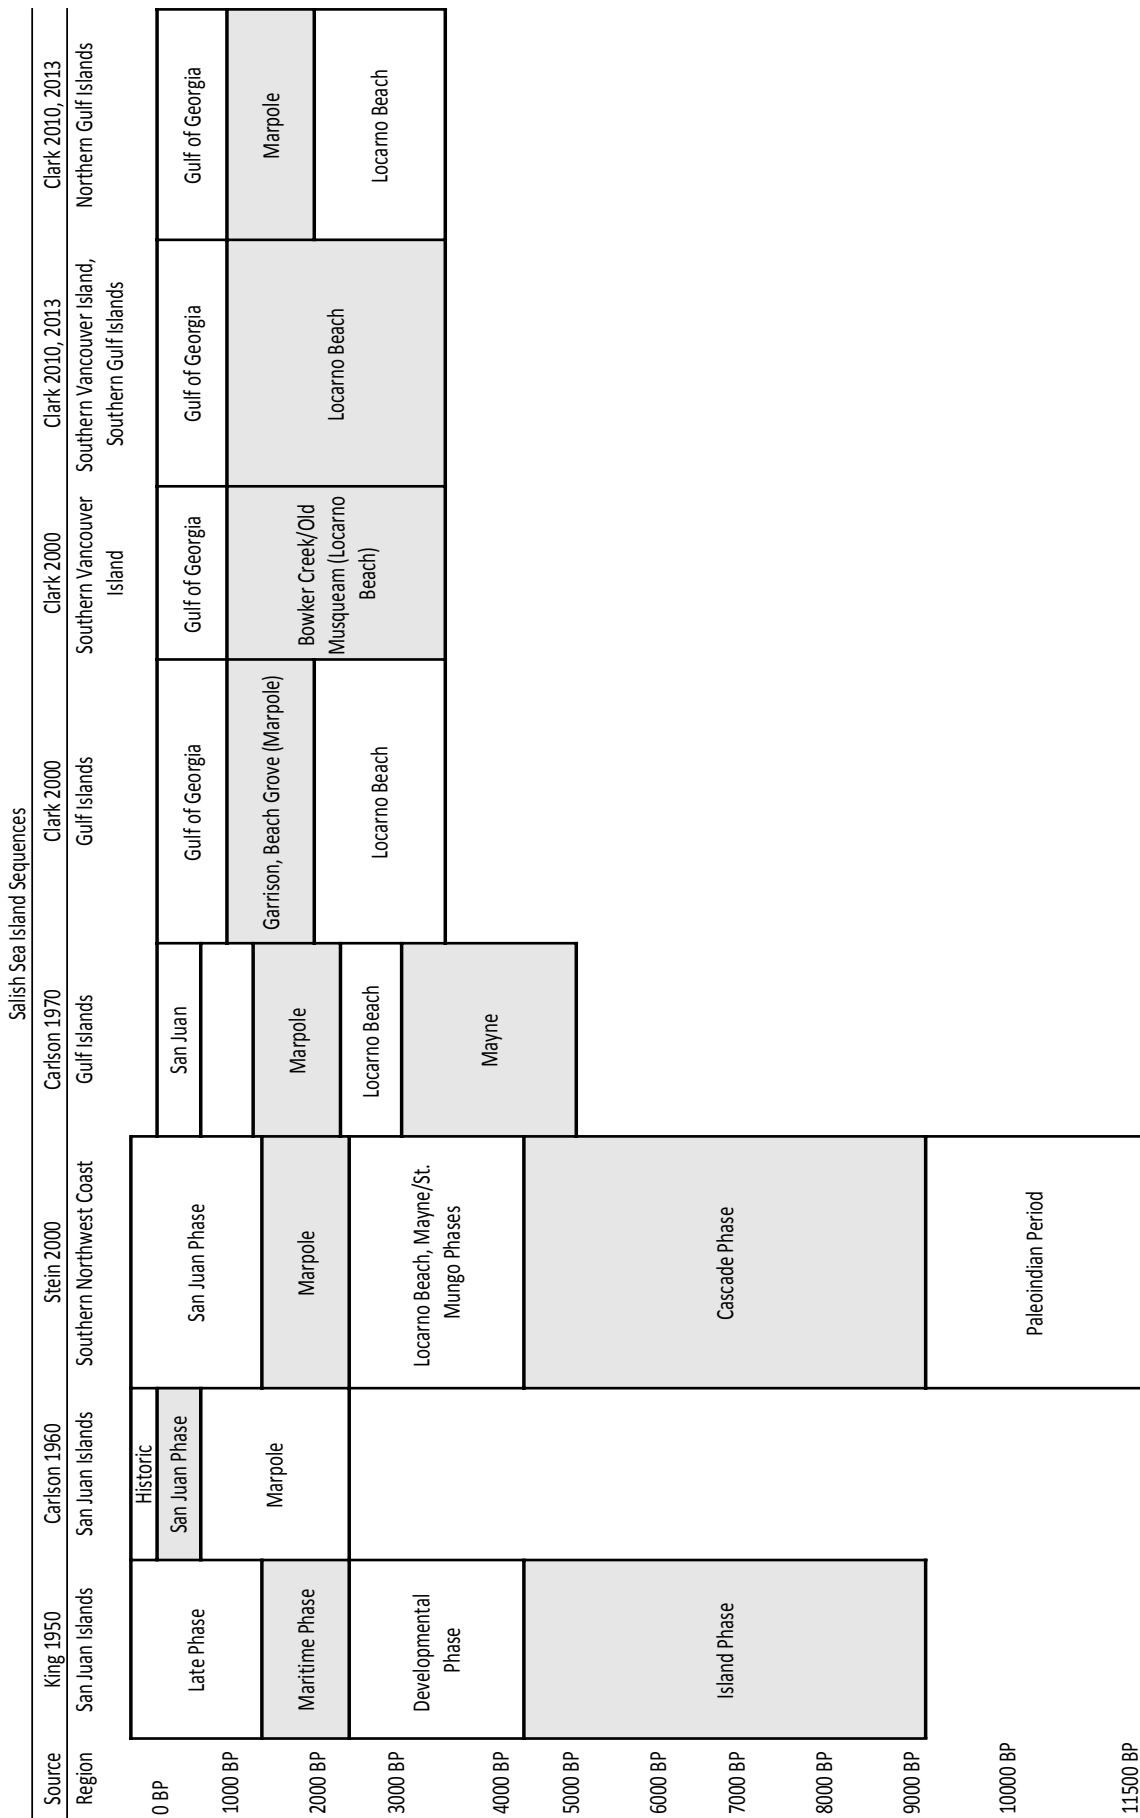 Salish Sea Island Sequences
Source King 1950 Carlson 1960 Stein 2000 Carlson 1970 Clark 2000 Clark 2000 Clark 2010, 2013 Clark 2010, 2013
Region San Juan Islands San Juan Islands Southern Northwest Coast Gulf Islands Gulf Islands Southern Vancouver Southern Vancouver Island, Northern Gulf Islands
Island Southern Gulf Islands
0 BP
1000 BP
2000 BP
3000 BP
4000 BP
5000 BP
6000 BP
7000 BP
8000 BP
9000 BP
10000 BP
11500 BP
Late Phase
Maritime Phase
Developmental
Phase
Island Phase
Historic
San Juan Phase
Marpole
San Juan Phase
Marpole
Locarno Beach, Mayne/St.
Mungo Phases
Cascade Phase
Paleoindian Period
San Juan
Marpole
Locarno Beach
Mayne
Gulf of Georgia
Garrison, Beach Grove (Marpole)
Locarno Beach
Gulf of Georgia
Bowker Creek/Old
Musqueam (Locarno
Beach)
Gulf of Georgia
Locarno Beach
Gulf of Georgia
Marpole
Locarno Beach